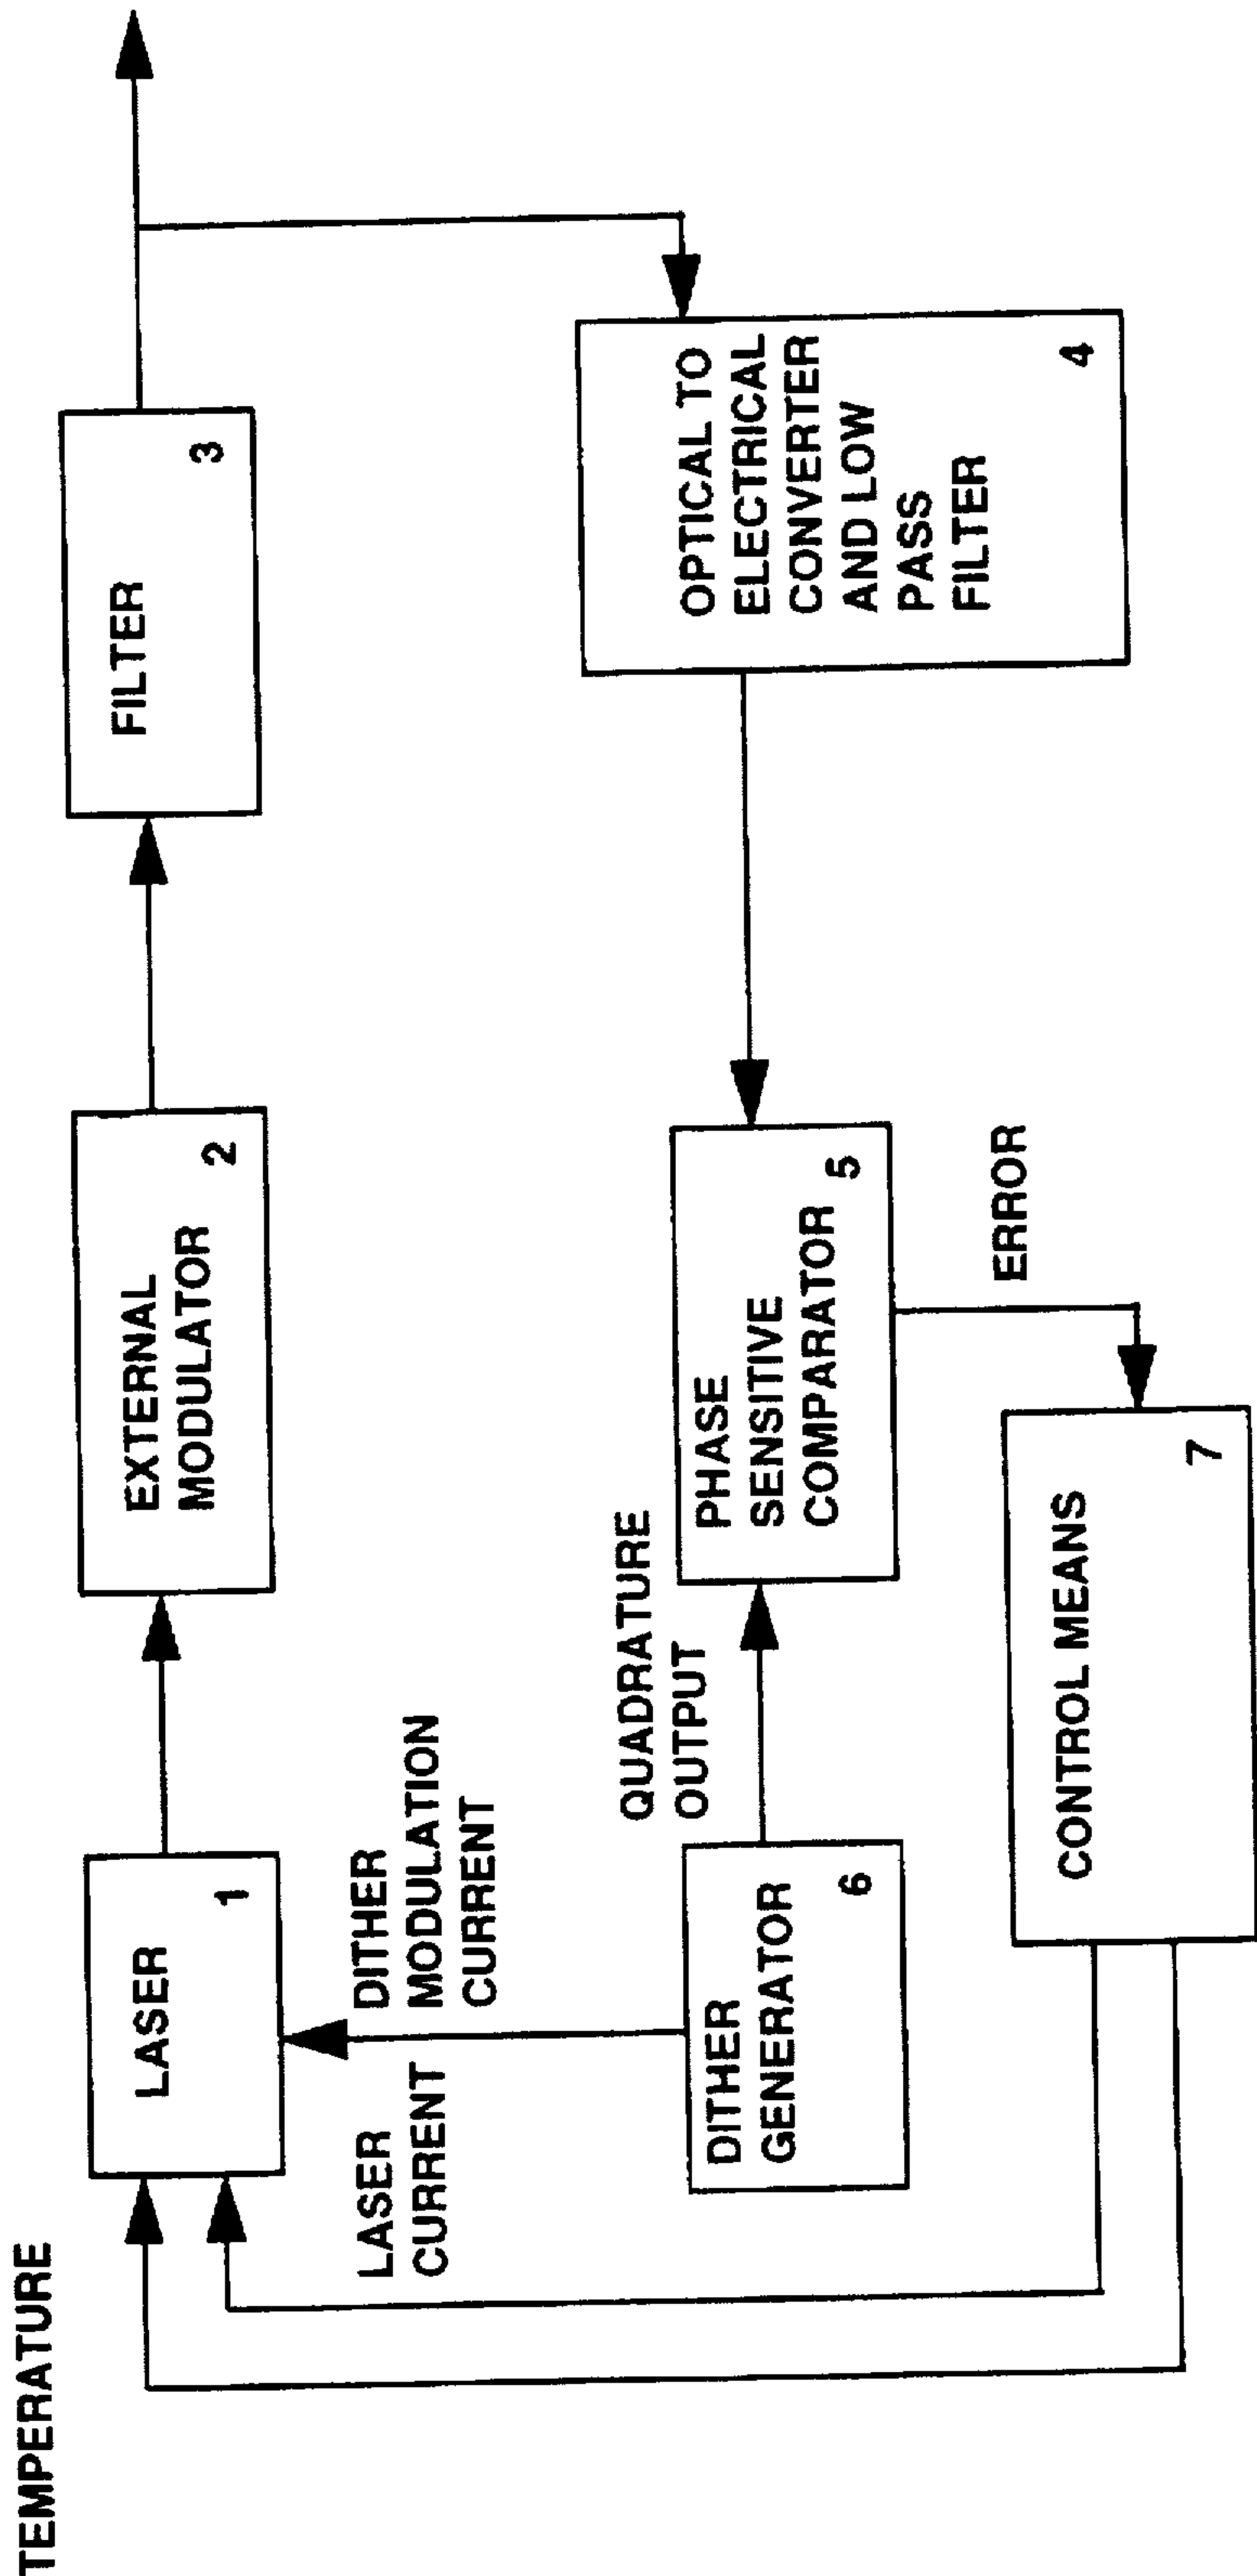 TEMPERATURE
LASER
1
EXTERNAL
MODULATOR
2
FILTER
3
LASER
CURRENT
DITHER
MODULATION
CURRENT
DITHER
GENERATOR
6
QUADRATURE
OUTPUT
PHASE
SENSITIVE
COMPARATOR
5
OPTICAL TO
ELECTRICAL
CONVERTER
AND LOW
PASS
FILTER
4
ERROR
CONTROL MEANS
7